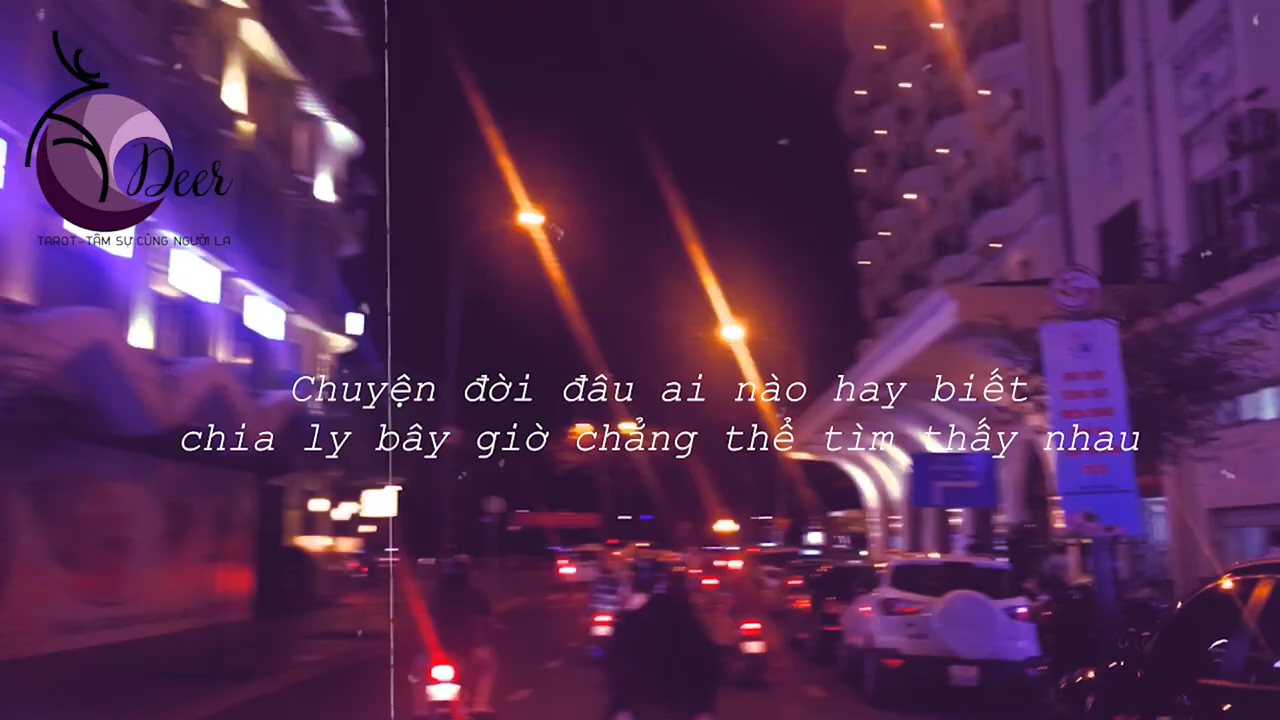 Deer
TAROT-TÂM SỰ CÙNG NGƯỜI LẠ
Chuyện đời đâu ai nào hay biết
chia ly bây giờ chẳng thể tìm thấy nhau